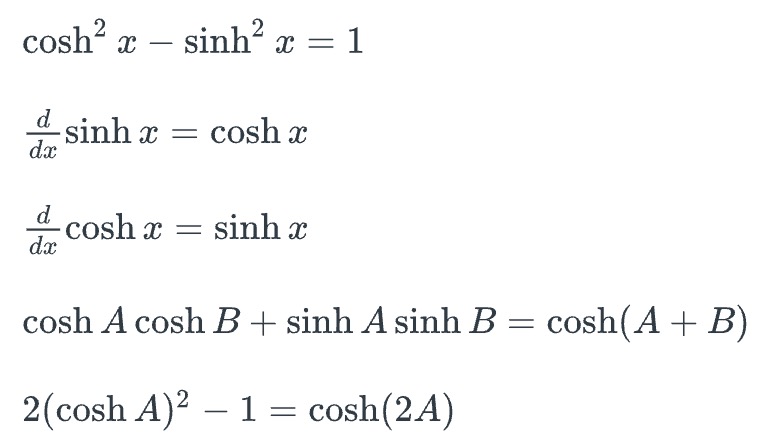 cosh² x − sinh² x = 1
d/dx sinh x = cosh x
d/dx cosh x = sinh x
cosh A cosh B + sinh A sinh B = cosh(A + B)
2(cosh A)² − 1 = cosh(2A)